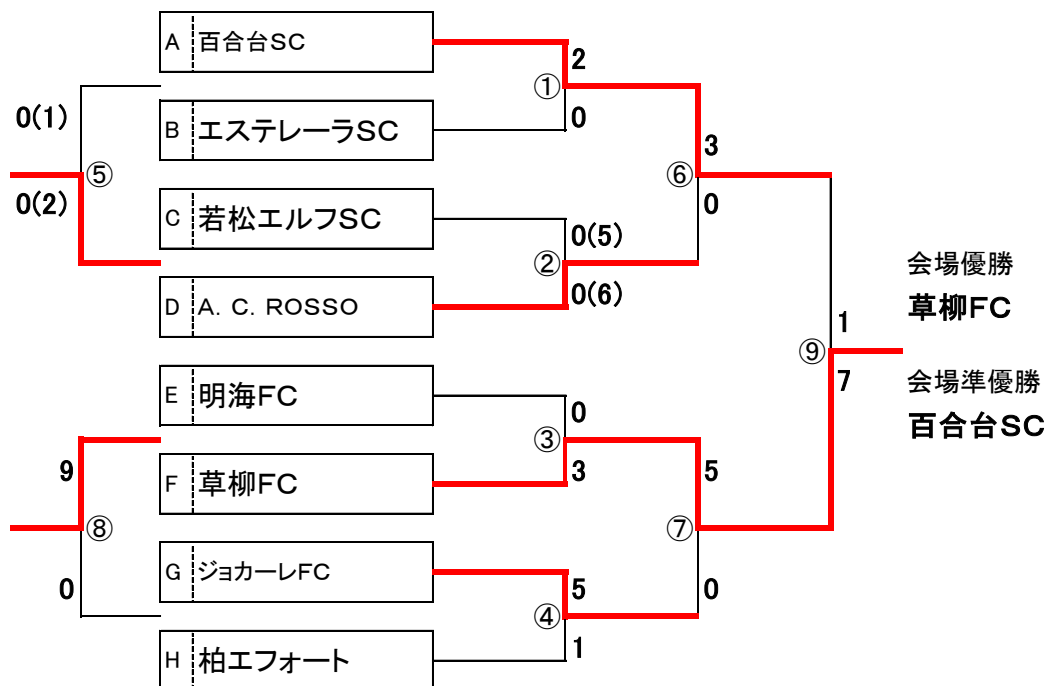 A 百合台SC
B エステレーラSC
C 若松エルフSC
D A. C. ROSSO
E 明海FC
F 草柳FC
G ジョカーレFC
H 柏エフォート
0(1)
⑤
0(2)
9
⑧
0
2
①
0
0(5)
②
0(6)
0
③
3
5
④
1
3
⑥
0
5
⑦
0
1
⑨
7
会場優勝
草柳FC
会場準優勝
百合台SC